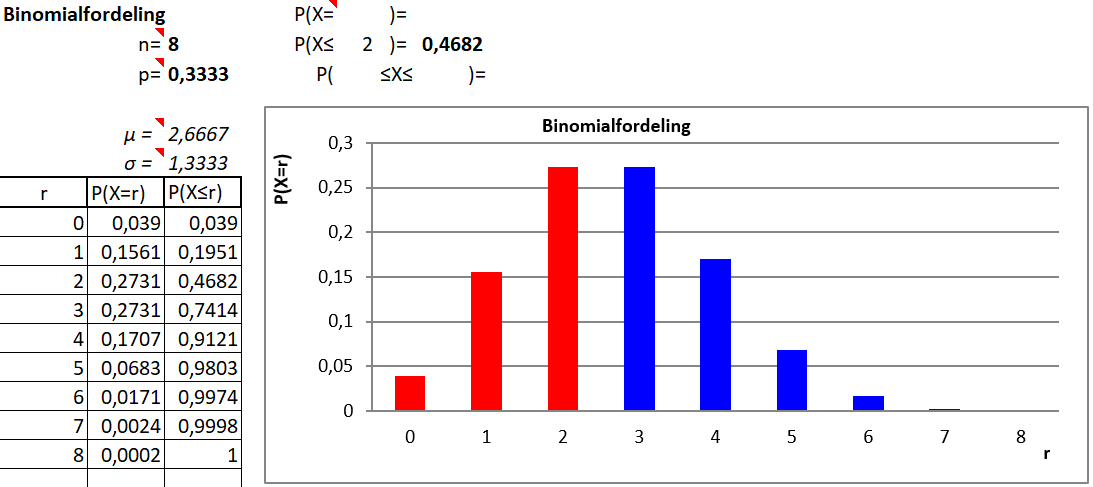 Binomialfordeling P(X= )=
n= 8 P(X≤ 2 )= 0,4682
p= 0,3333 P( ≤X≤ )=
μ = 2,6667
σ = 1,3333
r P(X=r) P(X≤r)
0 0,039 0,039
1 0,1561 0,1951
2 0,2731 0,4682
3 0,2731 0,7414
4 0,1707 0,9121
5 0,0683 0,9803
6 0,0171 0,9974
7 0,0024 0,9998
8 0,0002 1
Binomialfordeling
P(X=r)
0,3
0,25
0,2
0,15
0,1
0,05
0
0 1 2 3 4 5 6 7 8
r